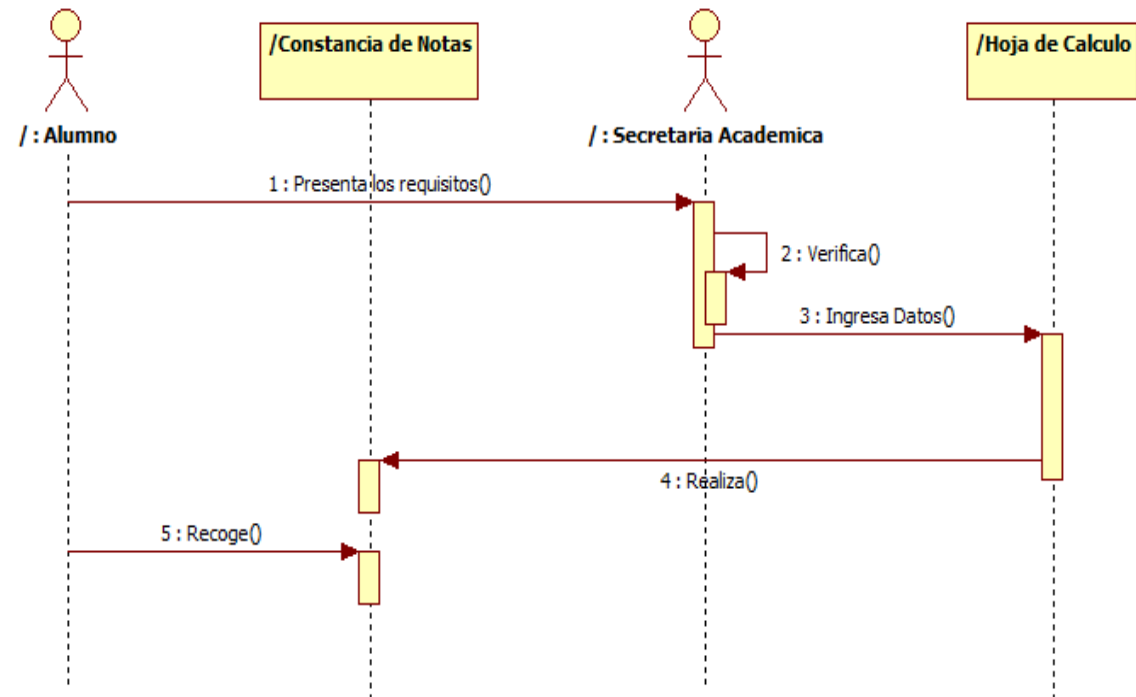 /Constancia de Notas
/Hoja de Calculo
/ : Alumno
/ : Secretaria Academica
1 : Presenta los requisitos()
2 : Verifica()
3 : Ingresa Datos()
4 : Realiza()
5 : Recoge()